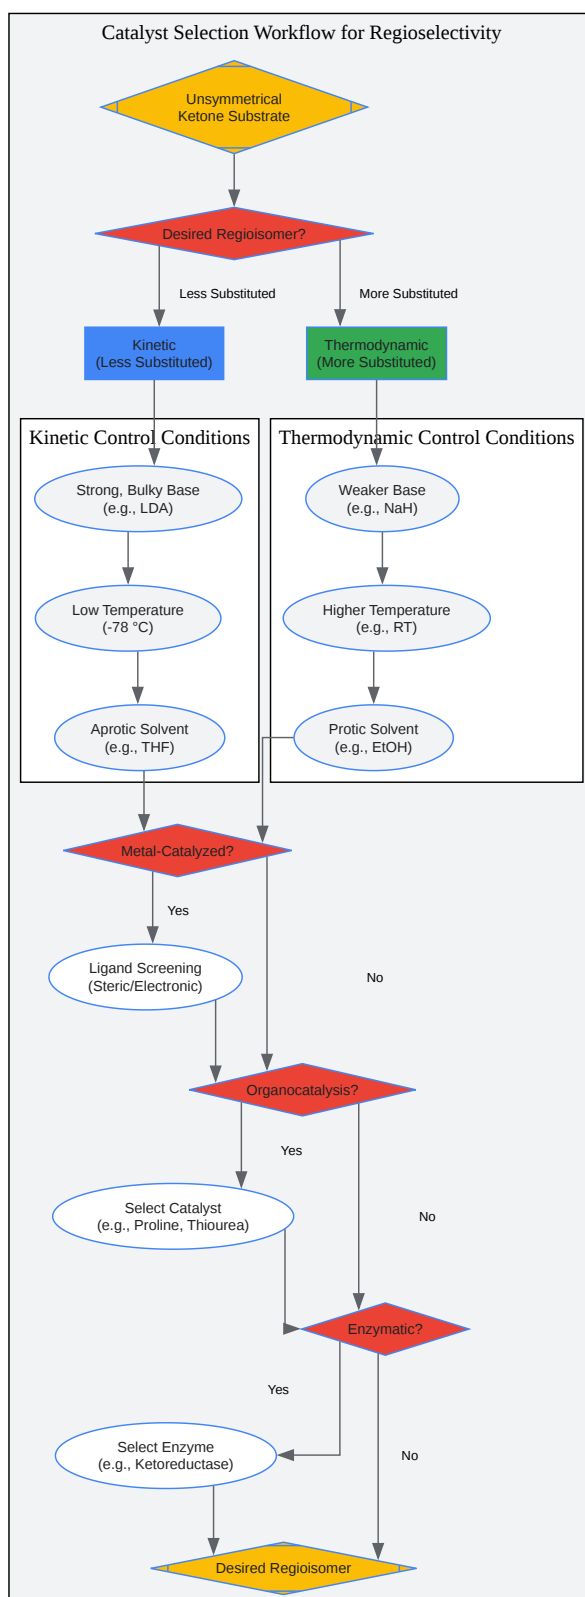 Catalyst Selection Workflow for Regioselectivity
Unsymmetrical
Ketone Substrate
Desired Regioisomer?
Less Substituted
More Substituted
Kinetic
(Less Substituted)
Thermodynamic
(More Substituted)
Kinetic Control Conditions
Thermodynamic Control Conditions
Strong, Bulky Base
(e.g., LDA)
Weaker Base
(e.g., NaH)
Low Temperature
(-78 °C)
Higher Temperature
(e.g., RT)
Aprotic Solvent
(e.g., THF)
Protic Solvent
(e.g., EtOH)
Metal-Catalyzed?
Yes
Ligand Screening
(Steric/Electronic)
No
Organocatalysis?
Yes
Select Catalyst
(e.g., Proline, Thiourea)
No
Enzymatic?
Yes
Select Enzyme
(e.g., Ketoreductase)
No
Desired Regioisomer